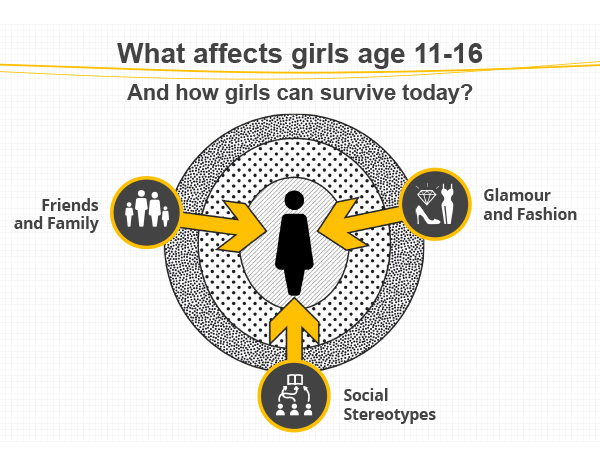 What affects girls age 11-16
And how girls can survive today?
Friends
and Family
Glamour
and Fashion
Social
Stereotypes